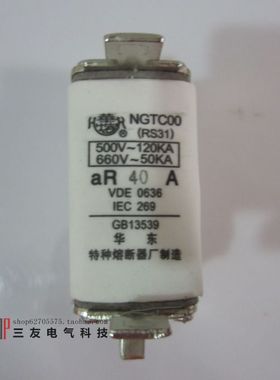 NGTC00
(RS31)
500V~120KA
660V~50KA
aR 40 A
VDE 0636
IEC 269
GB13539
华东
特种熔断器厂制造
shop62705575.taobao.com
三友电气科技